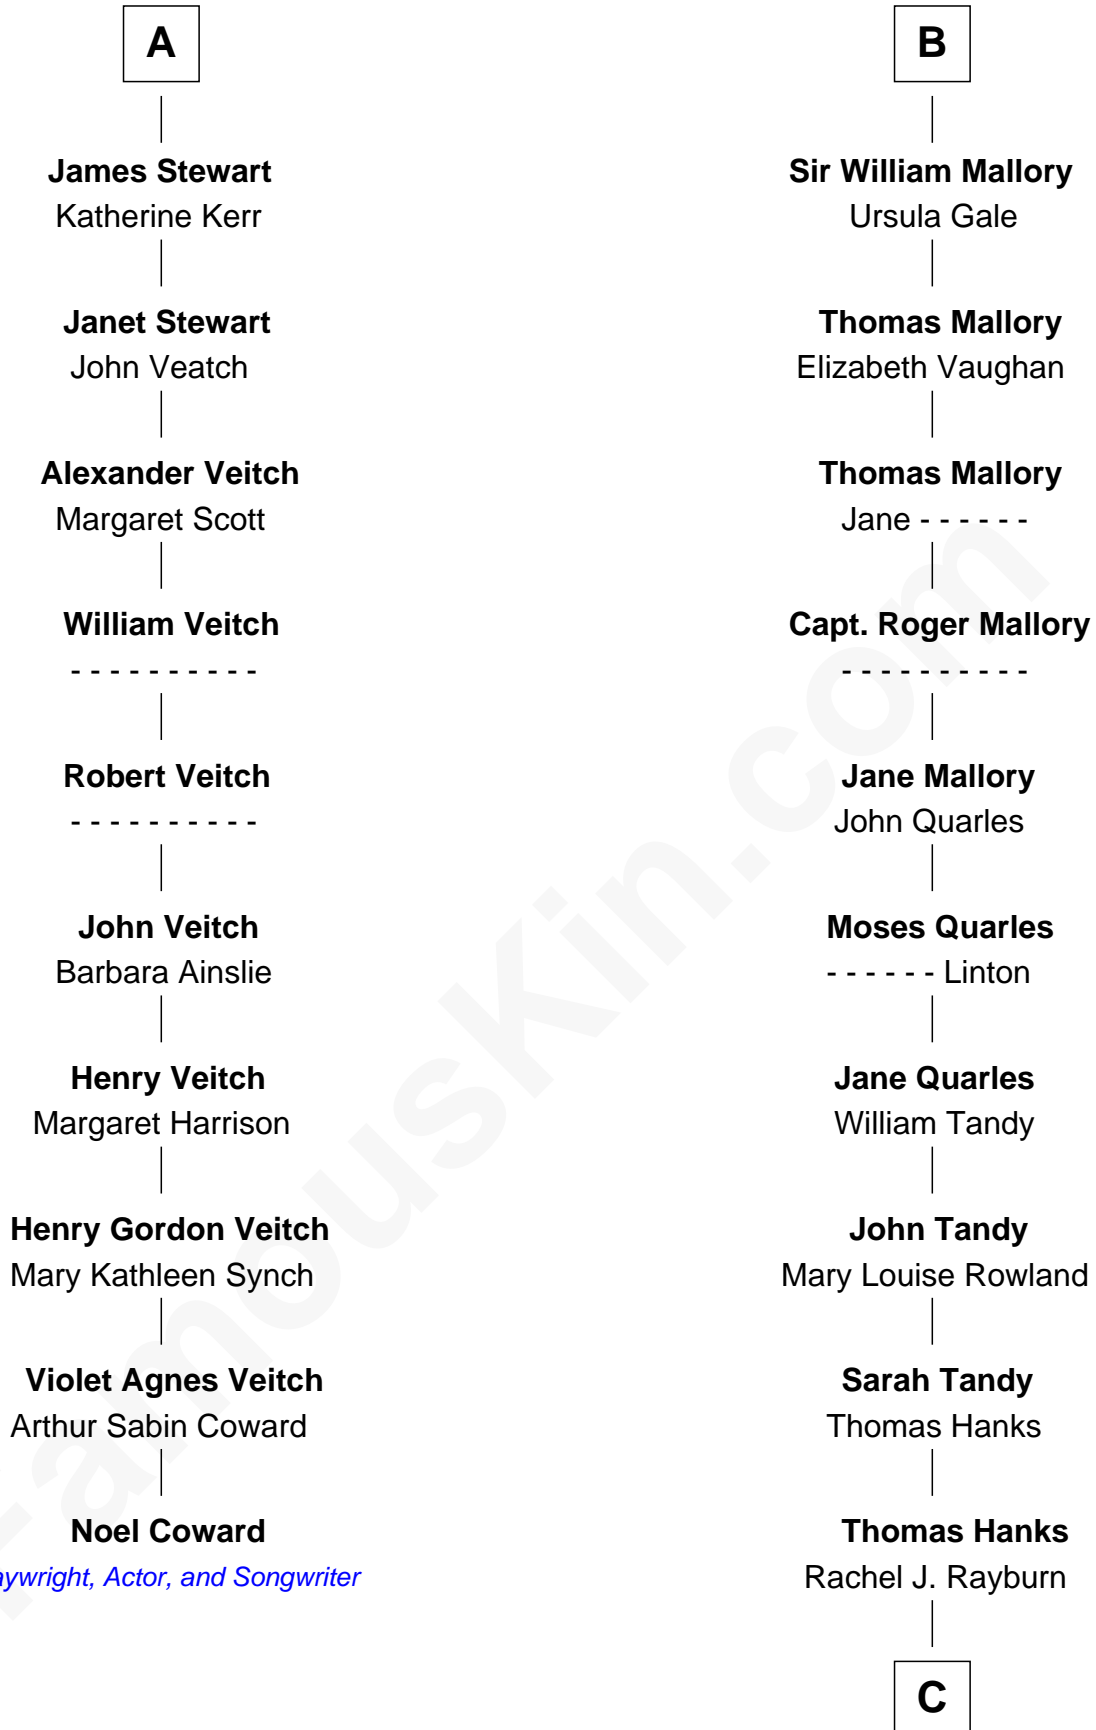 A
James Stewart
Katherine Kerr
Janet Stewart
John Veatch
Alexander Veitch
Margaret Scott
William Veitch
- - - - - - - - - -
Robert Veitch
- - - - - - - - - -
John Veitch
Barbara Ainslie
Henry Veitch
Margaret Harrison
Henry Gordon Veitch
Mary Kathleen Synch
Violet Agnes Veitch
Arthur Sabin Coward
Noel Coward
aywright, Actor, and Songwriter
B
Sir William Mallory
Ursula Gale
Thomas Mallory
Elizabeth Vaughan
Thomas Mallory
Jane - - - - - -
Capt. Roger Mallory
- - - - - - - - - -
Jane Mallory
John Quarles
Moses Quarles
- - - - - - Linton
Jane Quarles
William Tandy
John Tandy
Mary Louise Rowland
Sarah Tandy
Thomas Hanks
Thomas Hanks
Rachel J. Rayburn
C
FamousKin.com